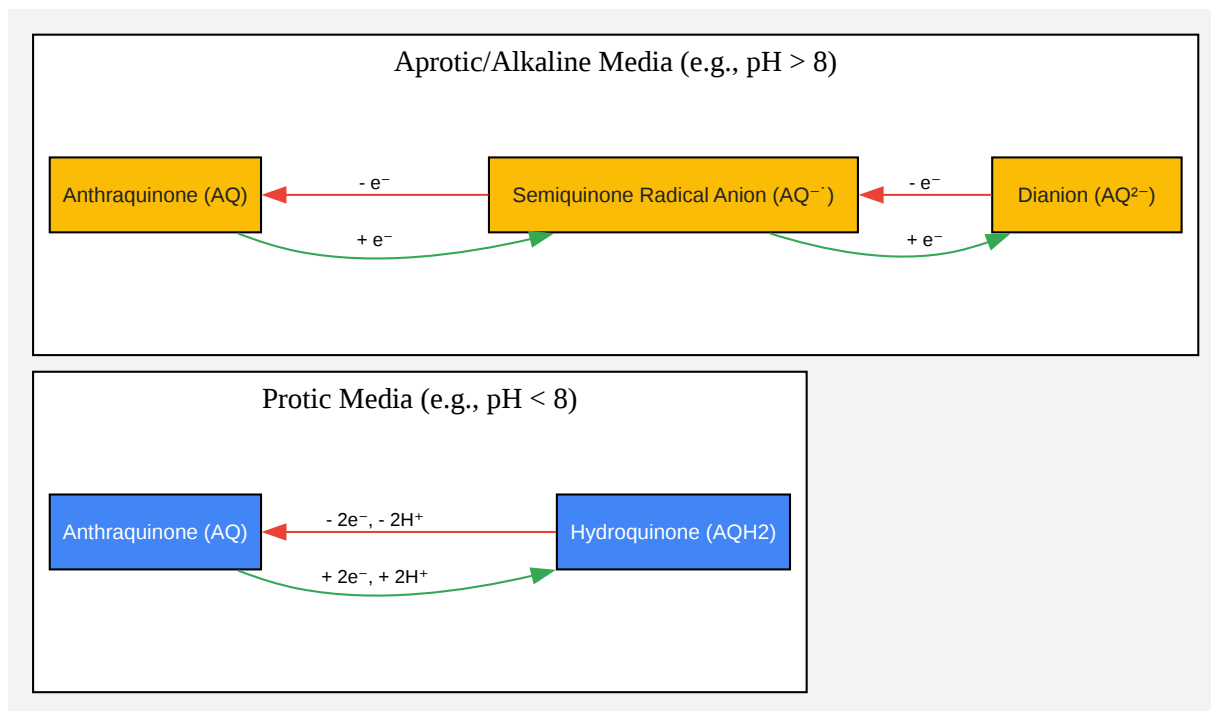 Aprotic/Alkaline Media (e.g., pH > 8)
- e⁻
- e⁻
Anthraquinone (AQ)
Semiquinone Radical Anion (AQ⁻˙)
Dianion (AQ²⁻)
+ e⁻
+ e⁻
Protic Media (e.g., pH < 8)
- 2e⁻, - 2H⁺
Anthraquinone (AQ)
Hydroquinone (AQH2)
+ 2e⁻, + 2H⁺